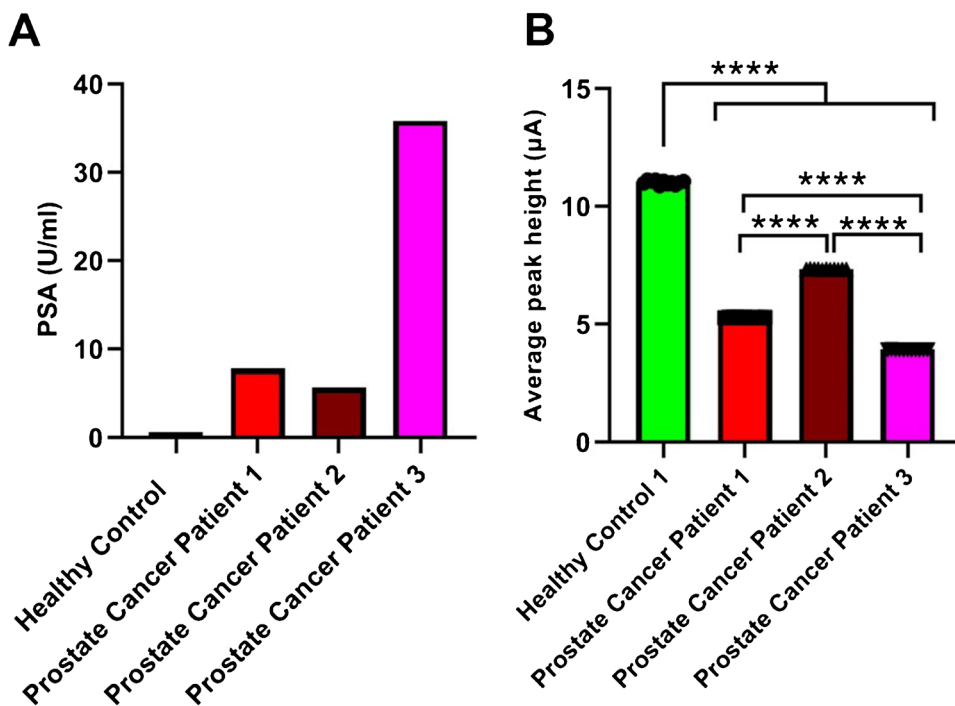 A
PSA (U/ml)
40
30
20
10
0
Healthy Control
Prostate Cancer Patient 1
Prostate Cancer Patient 2
Prostate Cancer Patient 3
B
Average peak height (µA)
15
10
5
0
****
****
**** ****
Healthy Control 1
Prostate Cancer Patient 1
Prostate Cancer Patient 2
Prostate Cancer Patient 3